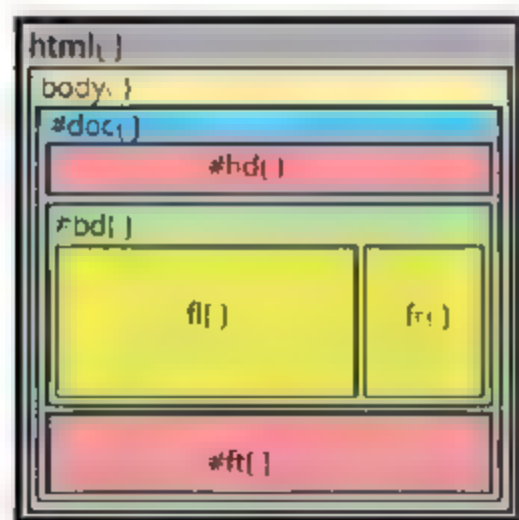 html{ }
body{ }
#doc{ }
#hd{ }
#bd{ }
fl{ } fr{ }
#ft{ }